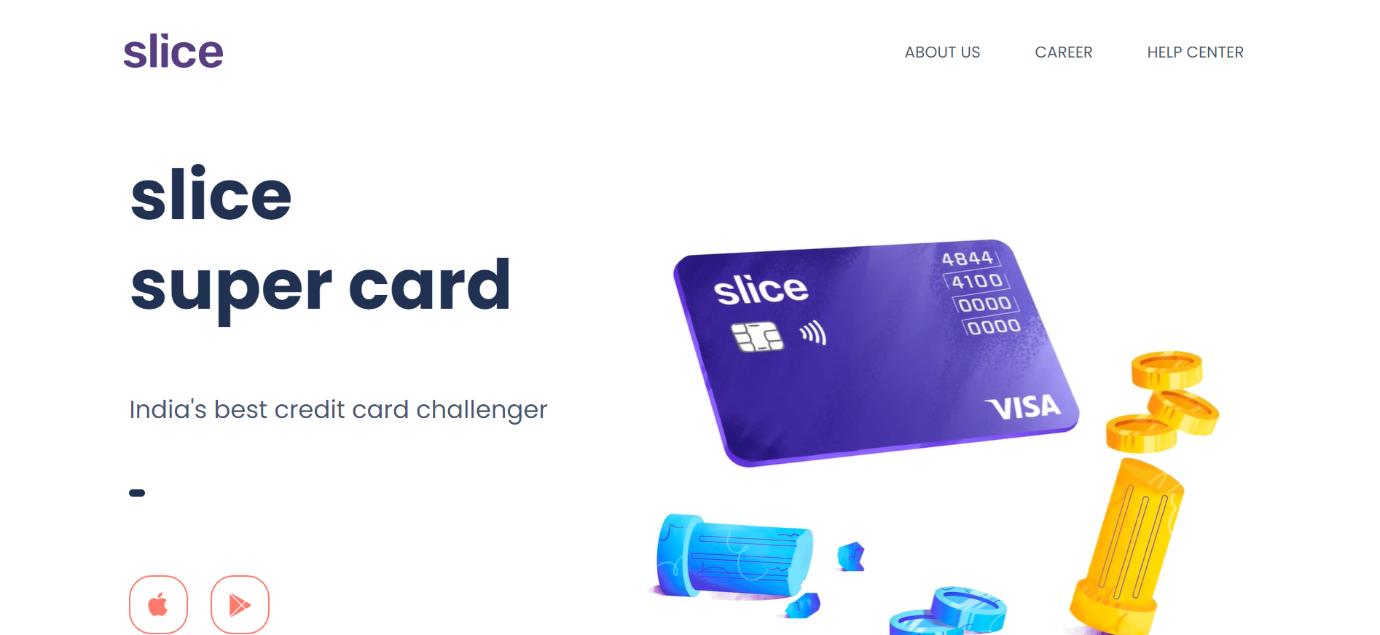 slice
ABOUT US
CAREER
HELP CENTER
slice
super card
India's best credit card challenger
slice
4844
4100
0000
0000
VISA